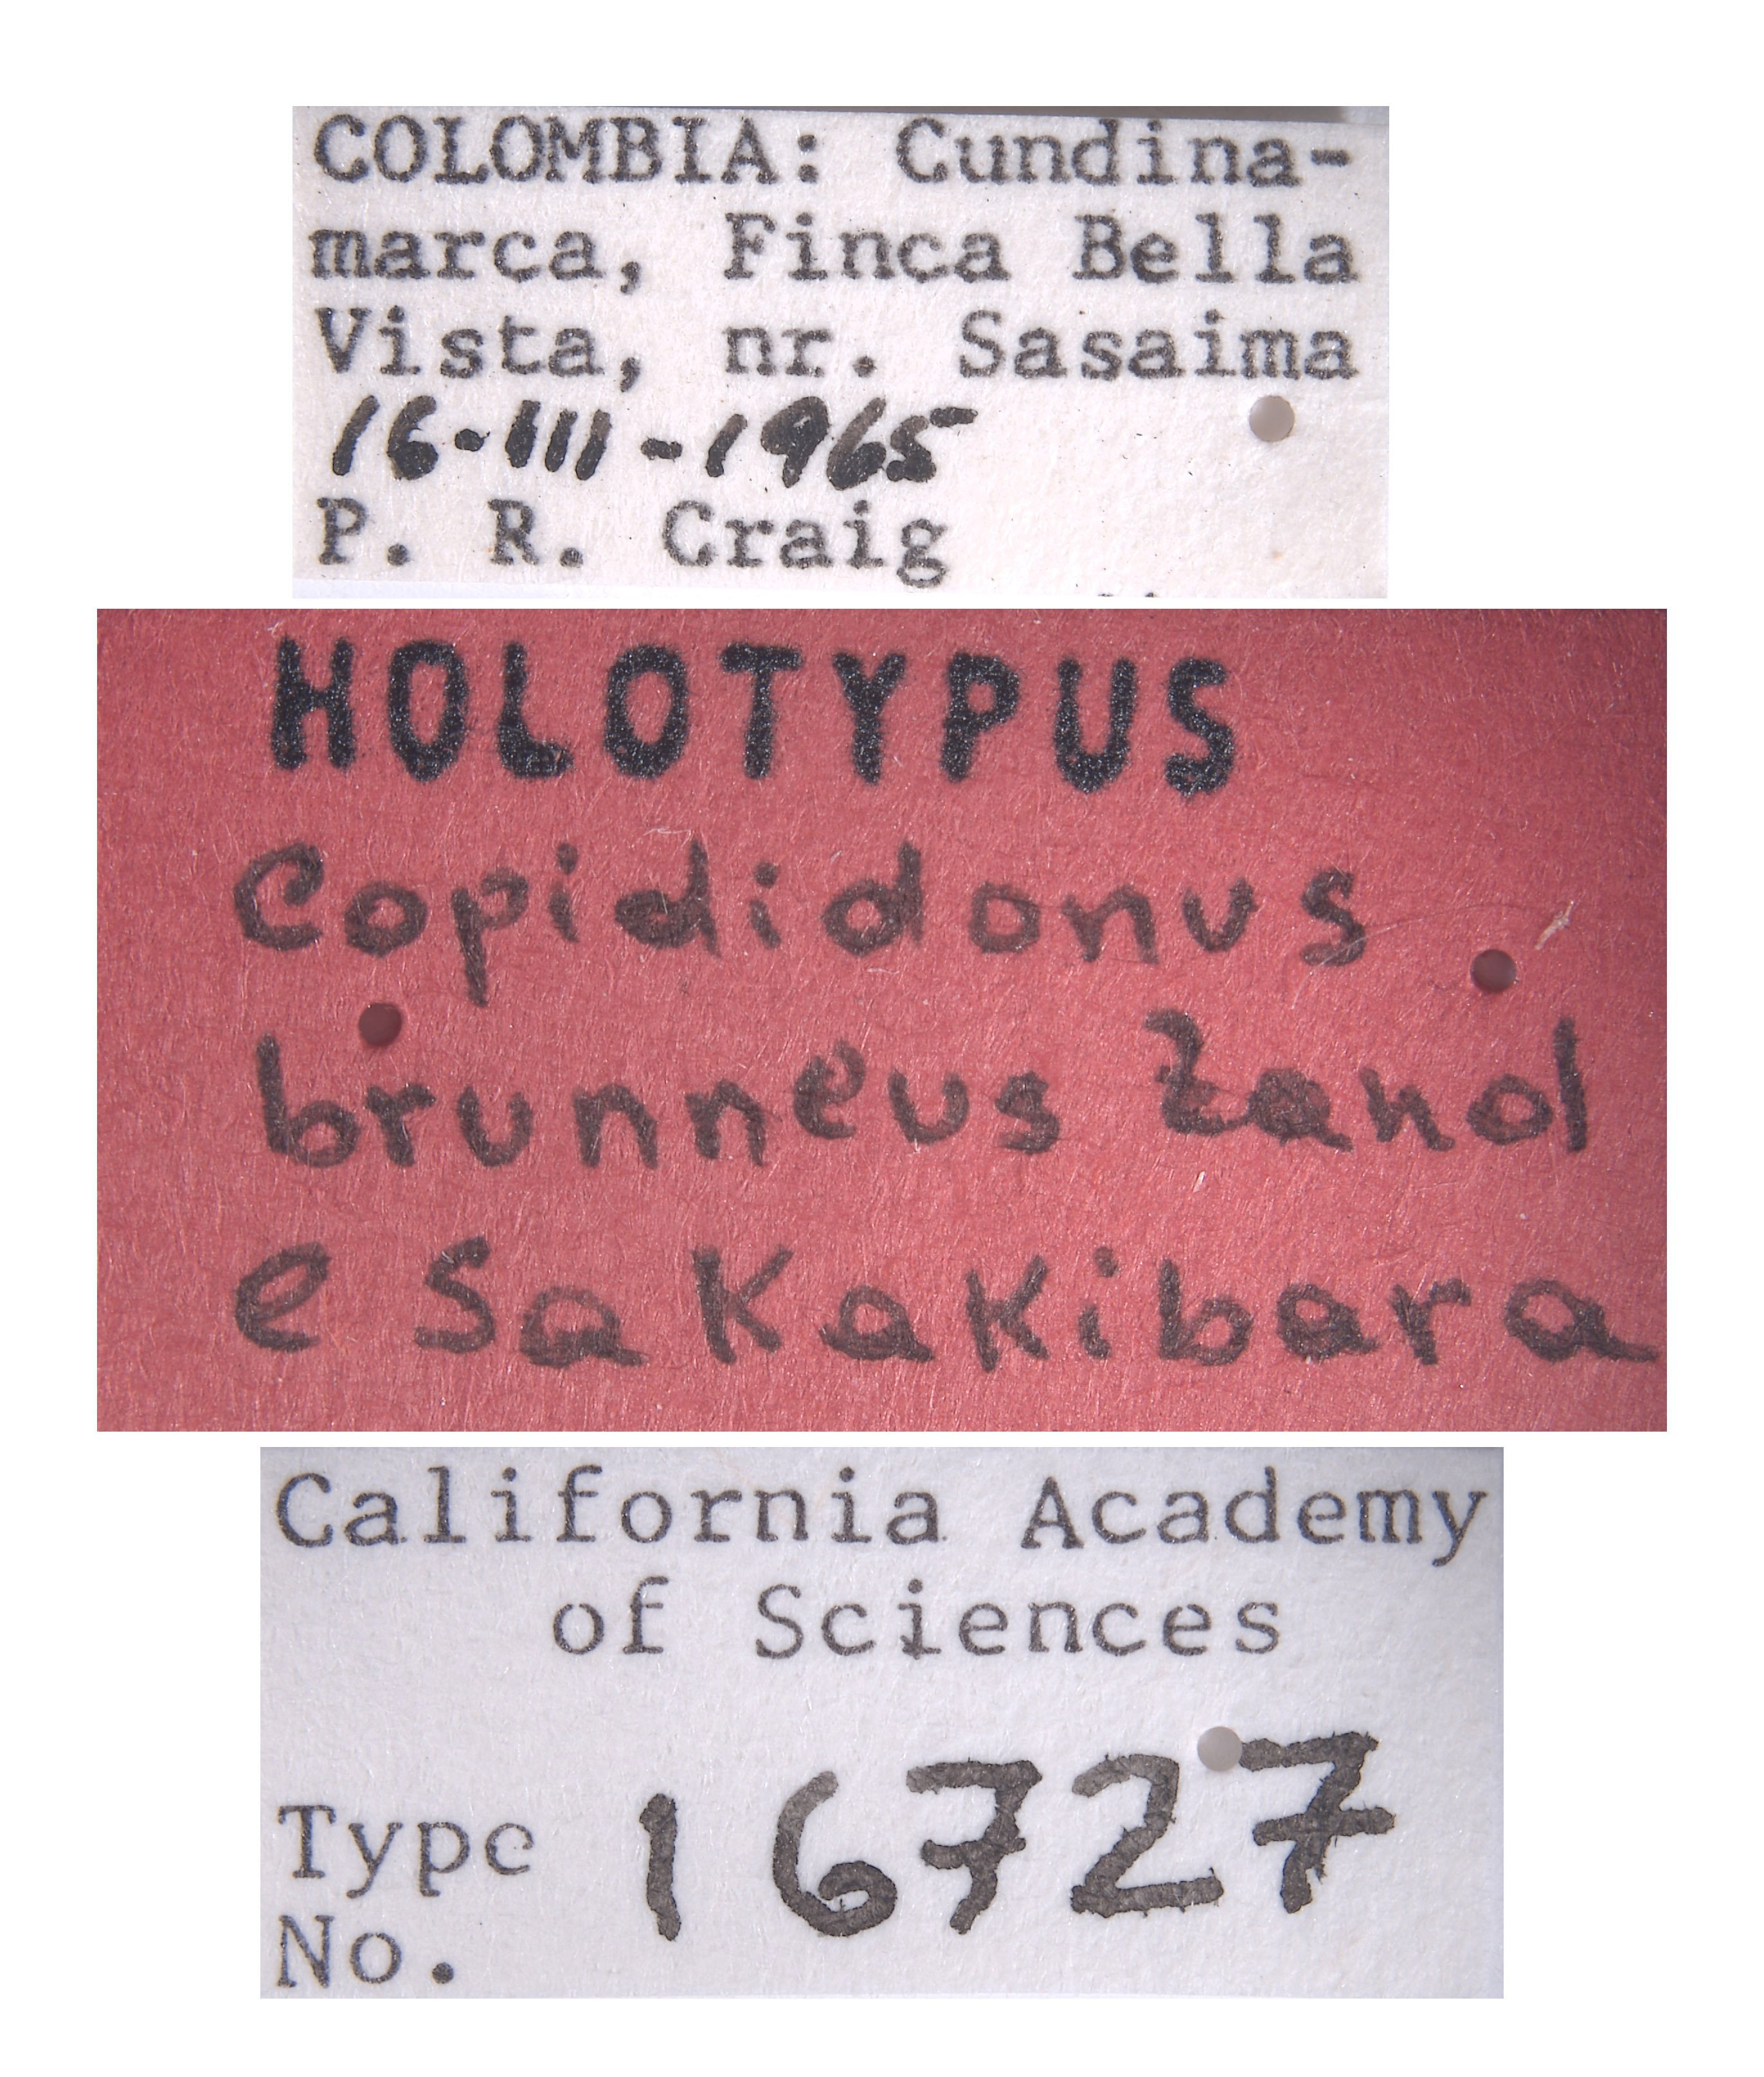 COLOMBIA: Cundina-
marca, Finca Bella
Vista, nr. Sasaima
16-III-1965
P. R. Craig
HOLOTYPUS
Copididonus
brunneus Zanol
e Sakakibara
California Academy
of Sciences
Type
No. 16727